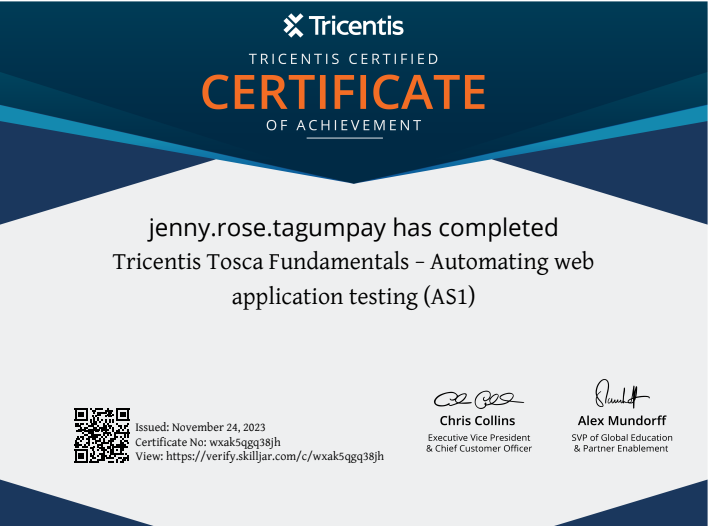 Tricentis
TRICENTIS CERTIFIED
CERTIFICATE
OF ACHIEVEMENT
jenny.rose.tagumpay has completed
Tricentis Tosca Fundamentals – Automating web
application testing (AS1)
Issued: November 24, 2023
Certificate No: wxak5qgq38jh
View: https://verify.skilljar.com/c/wxak5qgq38jh
Chris Collins
Executive Vice President
& Chief Customer Officer
Alex Mundorff
SVP of Global Education
& Partner Enablement